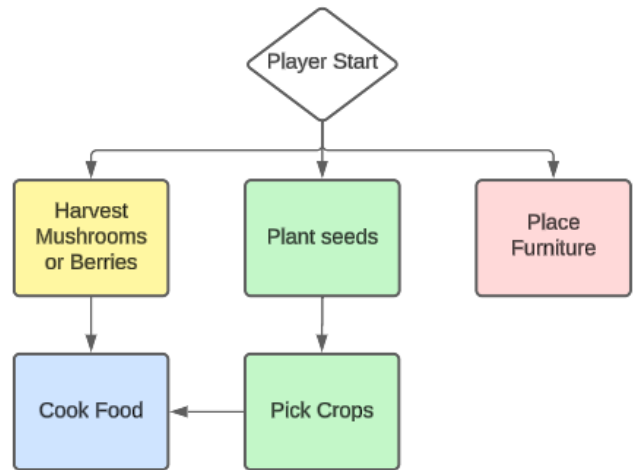 Player Start
Harvest
Mushrooms
or Berries
Plant seeds
Place
Furniture
Cook Food
Pick Crops